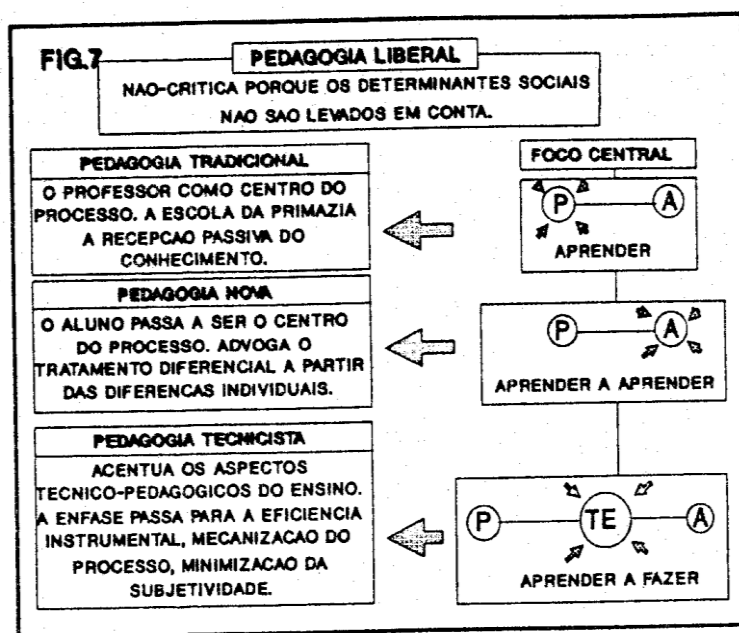 FIG.7
PEDAGOGIA LIBERAL
NAO-CRITICA PORQUE OS DETERMINANTES SOCIAIS
NAO SAO LEVADOS EM CONTA.
PEDAGOGIA TRADICIONAL
O PROFESSOR COMO CENTRO DO
PROCESSO. A ESCOLA DA PRIMAZIA
A RECEPCAO PASSIVA DO
CONHECIMENTO.
FOCO CENTRAL
P A
APRENDER
PEDAGOGIA NOVA
O ALUNO PASSA A SER O CENTRO
DO PROCESSO. ADVOGA O
TRATAMENTO DIFERENCIAL A PARTIR
DAS DIFERENCAS INDIVIDUAIS.
P A
APRENDER A APRENDER
PEDAGOGIA TECNICISTA
ACENTUA OS ASPECTOS
TECNICO-PEDAGOGICOS DO ENSINO.
A ENFASE PASSA PARA A EFICIENCIA
INSTRUMENTAL, MECANIZACAO DO
PROCESSO, MINIMIZACAO DA
SUBJETIVIDADE.
P TE A
APRENDER A FAZER